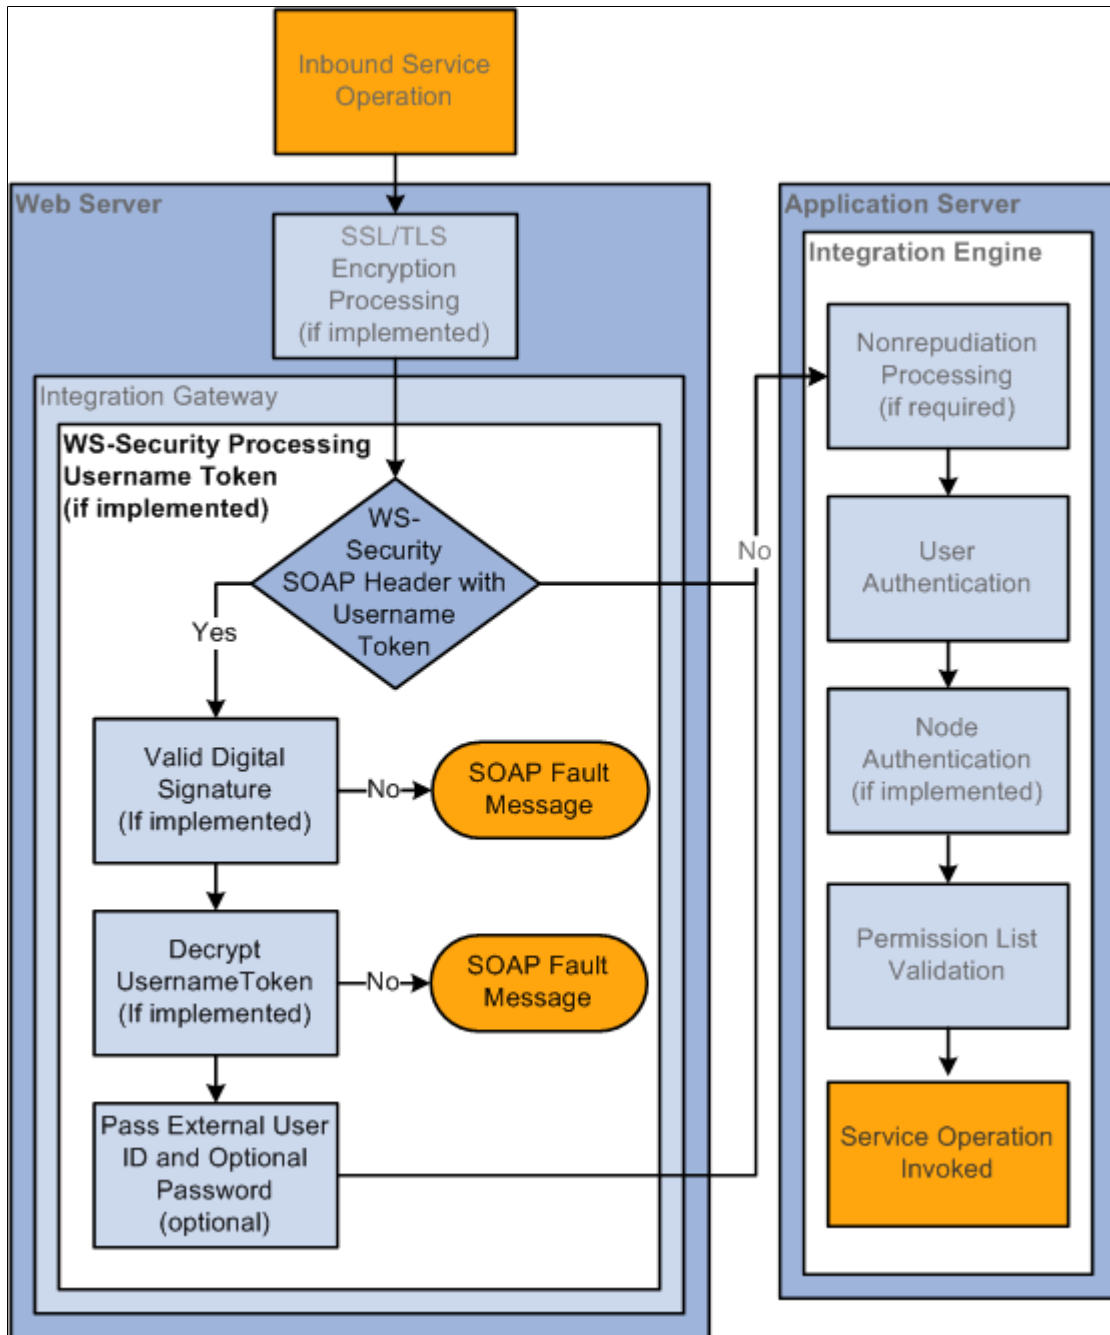 Inbound Service
Operation
Web Server
SSL/TLS
Encryption
Processing
(if implemented)
Integration Gateway
WS-Security Processing
Username Token
(if implemented)
WS-
Security
SOAP Header with
Username
Token
Yes
No
Valid Digital
Signature
(If implemented)
No
SOAP Fault
Message
Decrypt
UsernameToken
(If implemented)
No
SOAP Fault
Message
Pass External User
ID and Optional
Password
(optional)
Application Server
Integration Engine
Nonrepudiation
Processing
(if required)
User
Authentication
Node
Authentication
(if implemented)
Permission List
Validation
Service Operation
Invoked